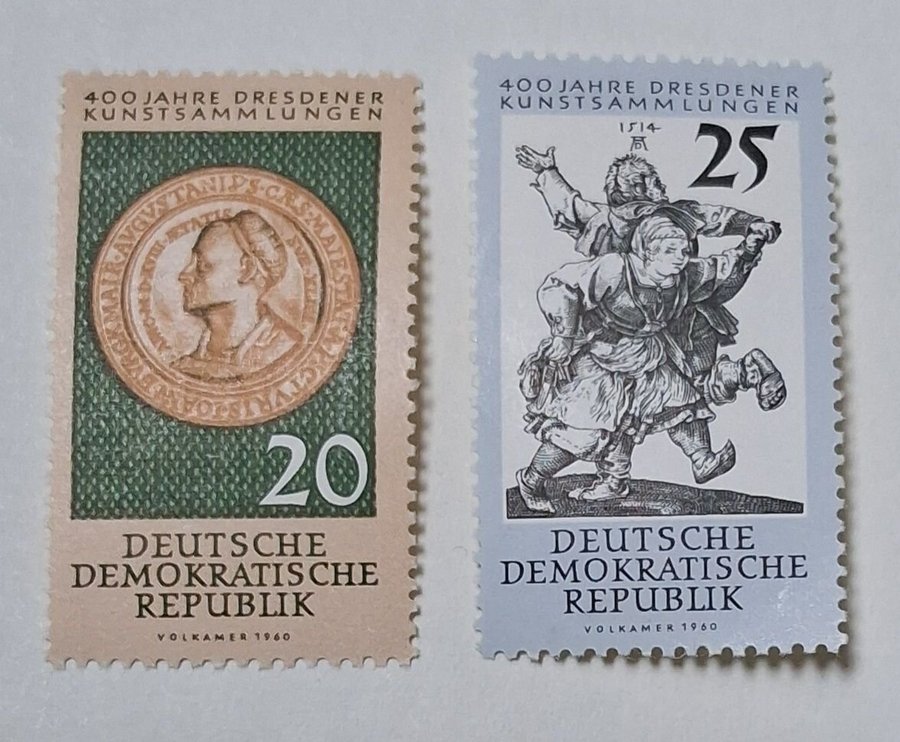 400 JAHRE DRESDENER
KUNSTSAMMLUNGEN
20
DEUTSCHE
DEMOKRATISCHE
REPUBLIK
VOLKAMER 1960
400 JAHRE DRESDENER
KUNSTSAMMLUNGEN
1514
25
DEUTSCHE
DEMOKRATISCHE
REPUBLIK
VOLKAMER 1960